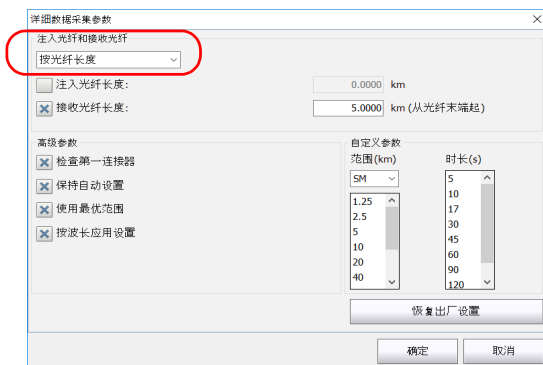 详细数据采集参数
注入光纤和接收光纤
按光纤长度
注入光纤长度: 0.0000 km
接收光纤长度: 5.0000 km (从光纤末端起)
高级参数
检查第一连接器
保持自动设置
使用最优范围
按波长应用设置
自定义参数
范围(km) 时长(s)
SM 5
1.25 10
2.5 17
5 30
10 45
20 60
40 90
120
恢复出厂设置
确定 取消